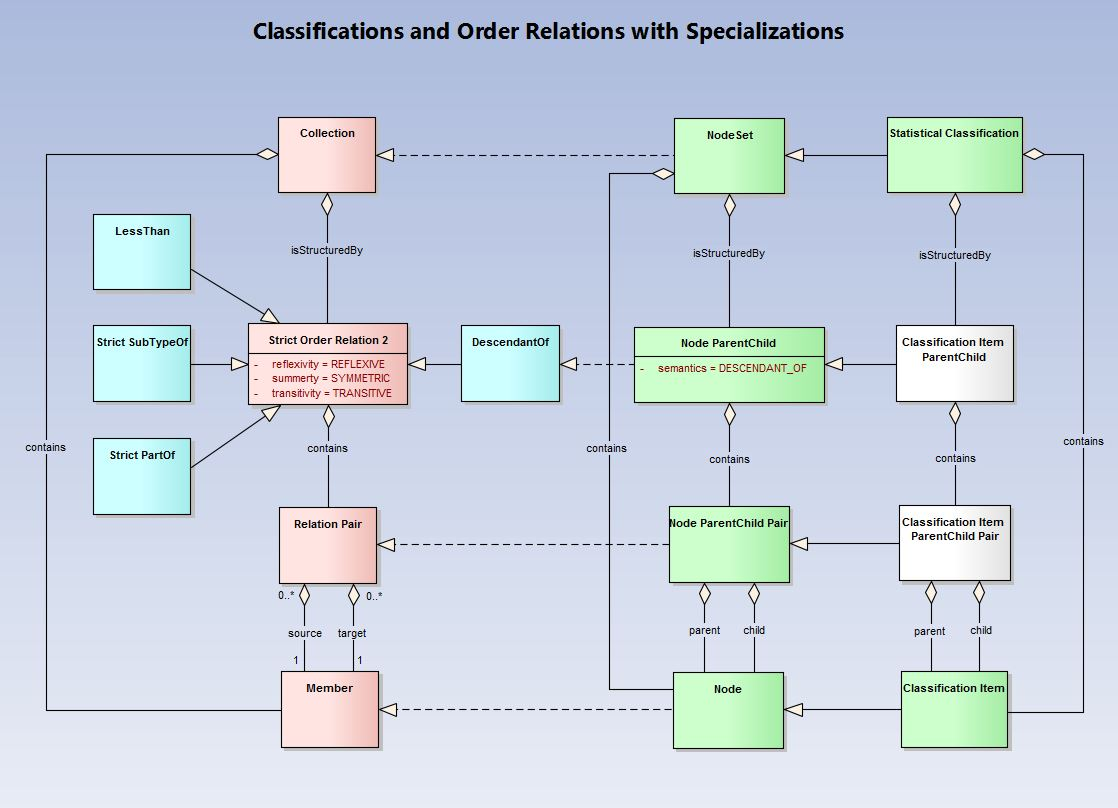 Classifications and Order Relations with Specializations
Collection
NodeSet
Statistical Classification
LessThan
isStructuredBy
isStructuredBy
isStructuredBy
Strict SubTypeOf
Strict Order Relation 2
- reflexivity = REFLEXIVE
- summerty = SYMMETRIC
- transitivity = TRANSITIVE
DescendantOf
Node ParentChild
- semantics = DESCENDANT_OF
Classification Item
ParentChild
contains
Strict PartOf
contains
contains
contains
contains
contains
Relation Pair
Node ParentChild Pair
Classification Item
ParentChild Pair
0..*
0..*
source
target
parent
child
parent
child
1
1
Member
Node
Classification Item